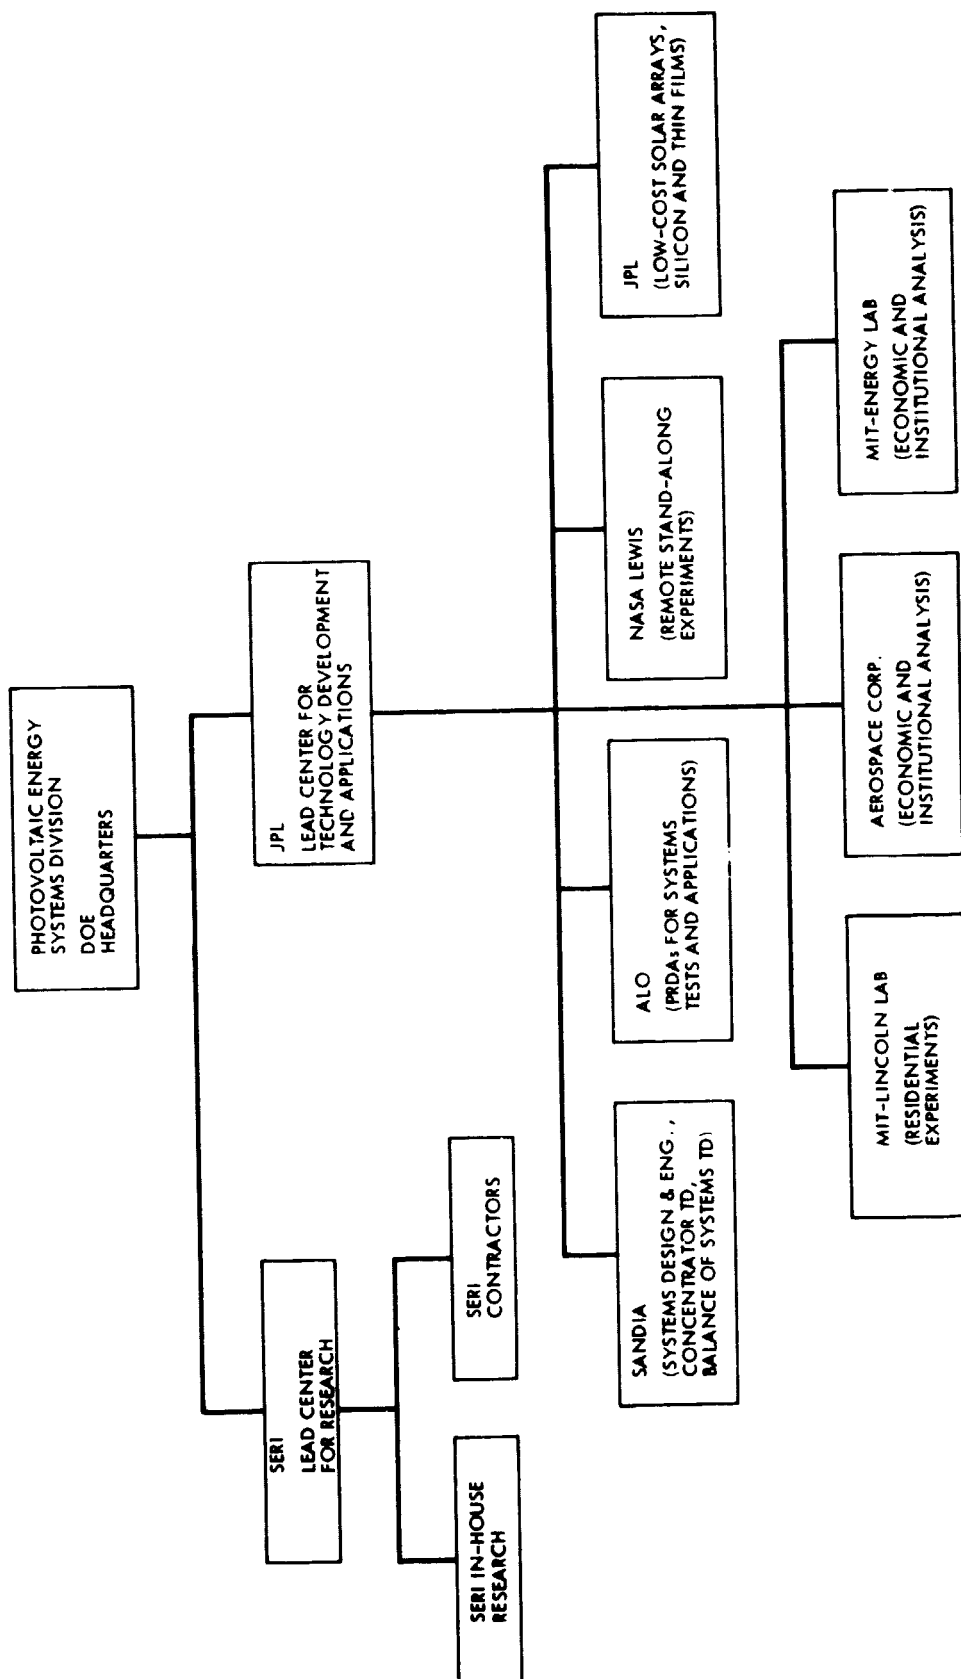 PHOTOVOLTAIC ENERGY
SYSTEMS DIVISION
DOE
HEADQUARTERS
SERI
LEAD CENTER
FOR RESEARCH
JPL
LEAD CENTER FOR
TECHNOLOGY DEVELOPMENT
AND APPLICATIONS
SERI IN-HOUSE
RESEARCH
SERI
CONTRACTORS
SANDIA
(SYSTEMS DESIGN & ENG.,
CONCENTRATOR TD,
BALANCE OF SYSTEMS TD)
ALO
(PRDAs FOR SYSTEMS
TESTS AND APPLICATIONS)
NASA LEWIS
(REMOTE STAND-ALONG
EXPERIMENTS)
JPL
(LOW-COST SOLAR ARRAYS,
SILICON AND THIN FILMS)
MIT-LINCOLN LAB
(RESIDENTIAL
EXPERIMENTS)
AEROSPACE CORP.
(ECONOMIC AND
INSTITUTIONAL ANALYSIS)
MIT-ENERGY LAB
(ECONOMIC AND
INSTITUTIONAL ANALYSIS)